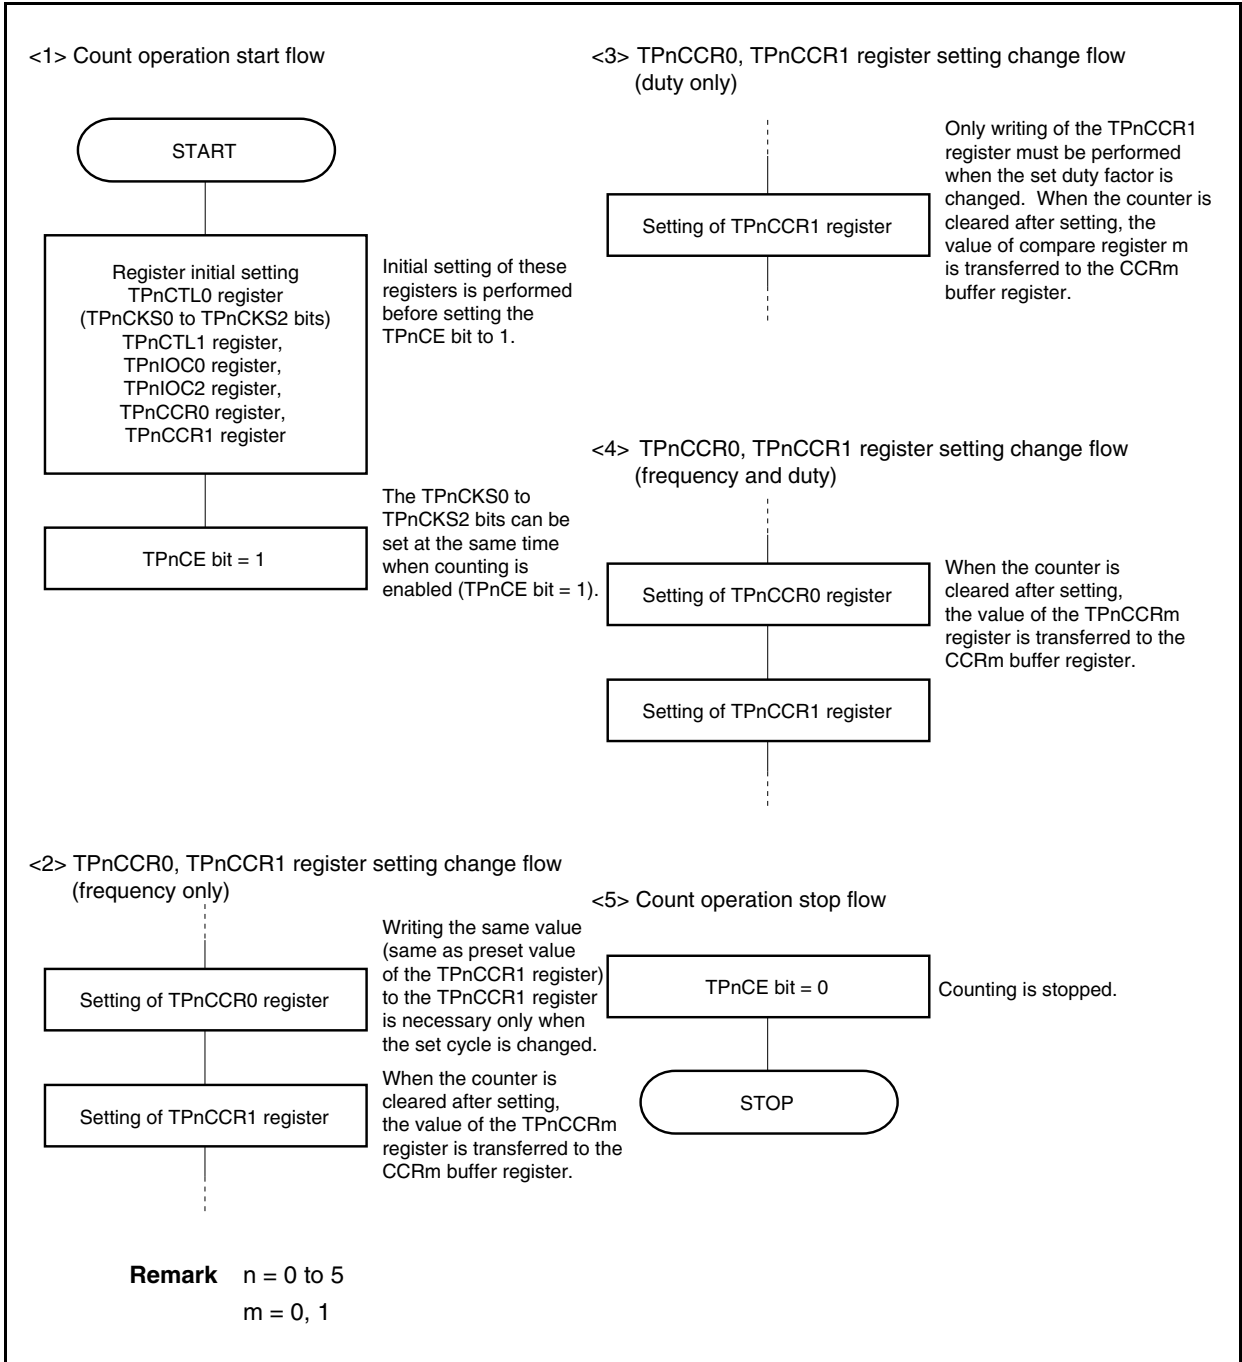 <1> Count operation start flow
START
Register initial setting
TPnCTL0 register
(TPnCKS0 to TPnCKS2 bits)
TPnCTL1 register,
TPnIOC0 register,
TPnIOC2 register,
TPnCCR0 register,
TPnCCR1 register
Initial setting of these
registers is performed
before setting the
TPnCE bit to 1.
TPnCE bit = 1
The TPnCKS0 to
TPnCKS2 bits can be
set at the same time
when counting is
enabled (TPnCE bit = 1).
<2> TPnCCR0, TPnCCR1 register setting change flow
(frequency only)
Setting of TPnCCR0 register
Writing the same value
(same as preset value
of the TPnCCR1 register)
to the TPnCCR1 register
is necessary only when
the set cycle is changed.
Setting of TPnCCR1 register
When the counter is
cleared after setting,
the value of the TPnCCRm
register is transferred to the
CCRm buffer register.
<3> TPnCCR0, TPnCCR1 register setting change flow
(duty only)
Setting of TPnCCR1 register
Only writing of the TPnCCR1
register must be performed
when the set duty factor is
changed. When the counter is
cleared after setting, the
value of compare register m
is transferred to the CCRm
buffer register.
<4> TPnCCR0, TPnCCR1 register setting change flow
(frequency and duty)
Setting of TPnCCR0 register
When the counter is
cleared after setting,
the value of the TPnCCRm
register is transferred to the
CCRm buffer register.
Setting of TPnCCR1 register
<5> Count operation stop flow
TPnCE bit = 0
Counting is stopped.
STOP
Remark n = 0 to 5
m = 0, 1